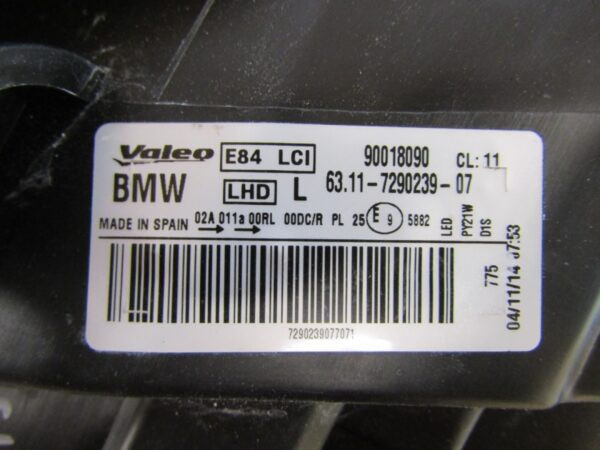 Valeo E84 LCI 90018090 CL: 11
BMW LHD L 63.11-7290239-07
MADE IN SPAIN 02A 011a 00RL 00DC/R PL 25 E 9 5882
LED
PY21W
D1S
775
04/11/14 07:53
7290239077071